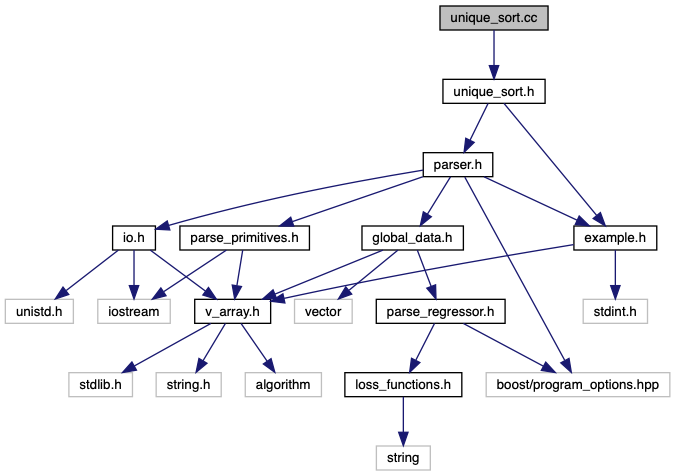 unique_sort.cc
unique_sort.h
parser.h
io.h
parse_primitives.h
global_data.h
example.h
unistd.h
iostream
v_array.h
vector
parse_regressor.h
stdint.h
stdlib.h
string.h
algorithm
loss_functions.h
boost/program_options.hpp
string